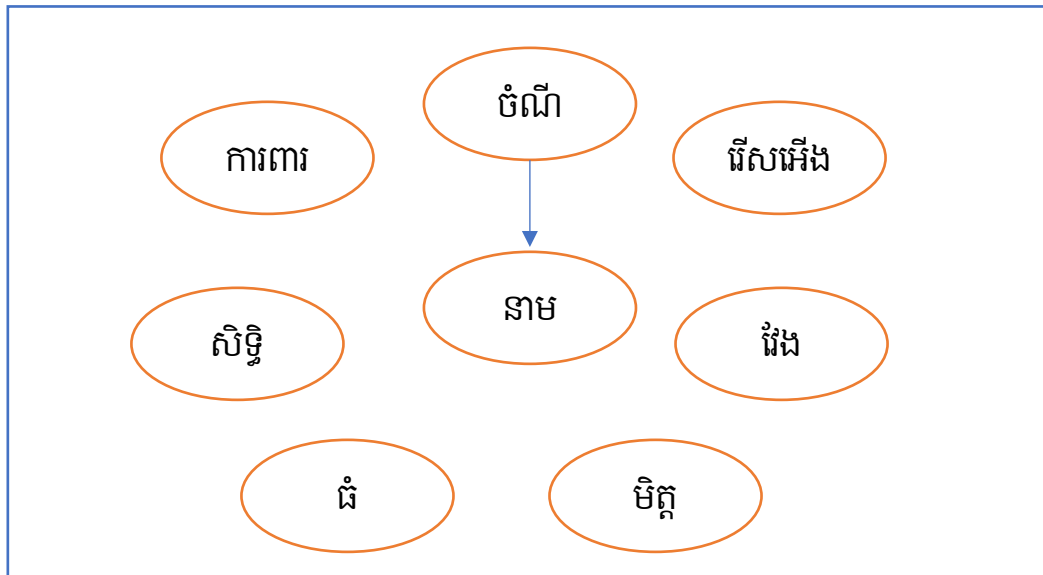 ចំណី
ការពារ
រើសអើង
នាម
សិទ្ធិ
វែង
ធំ
មិត្ត